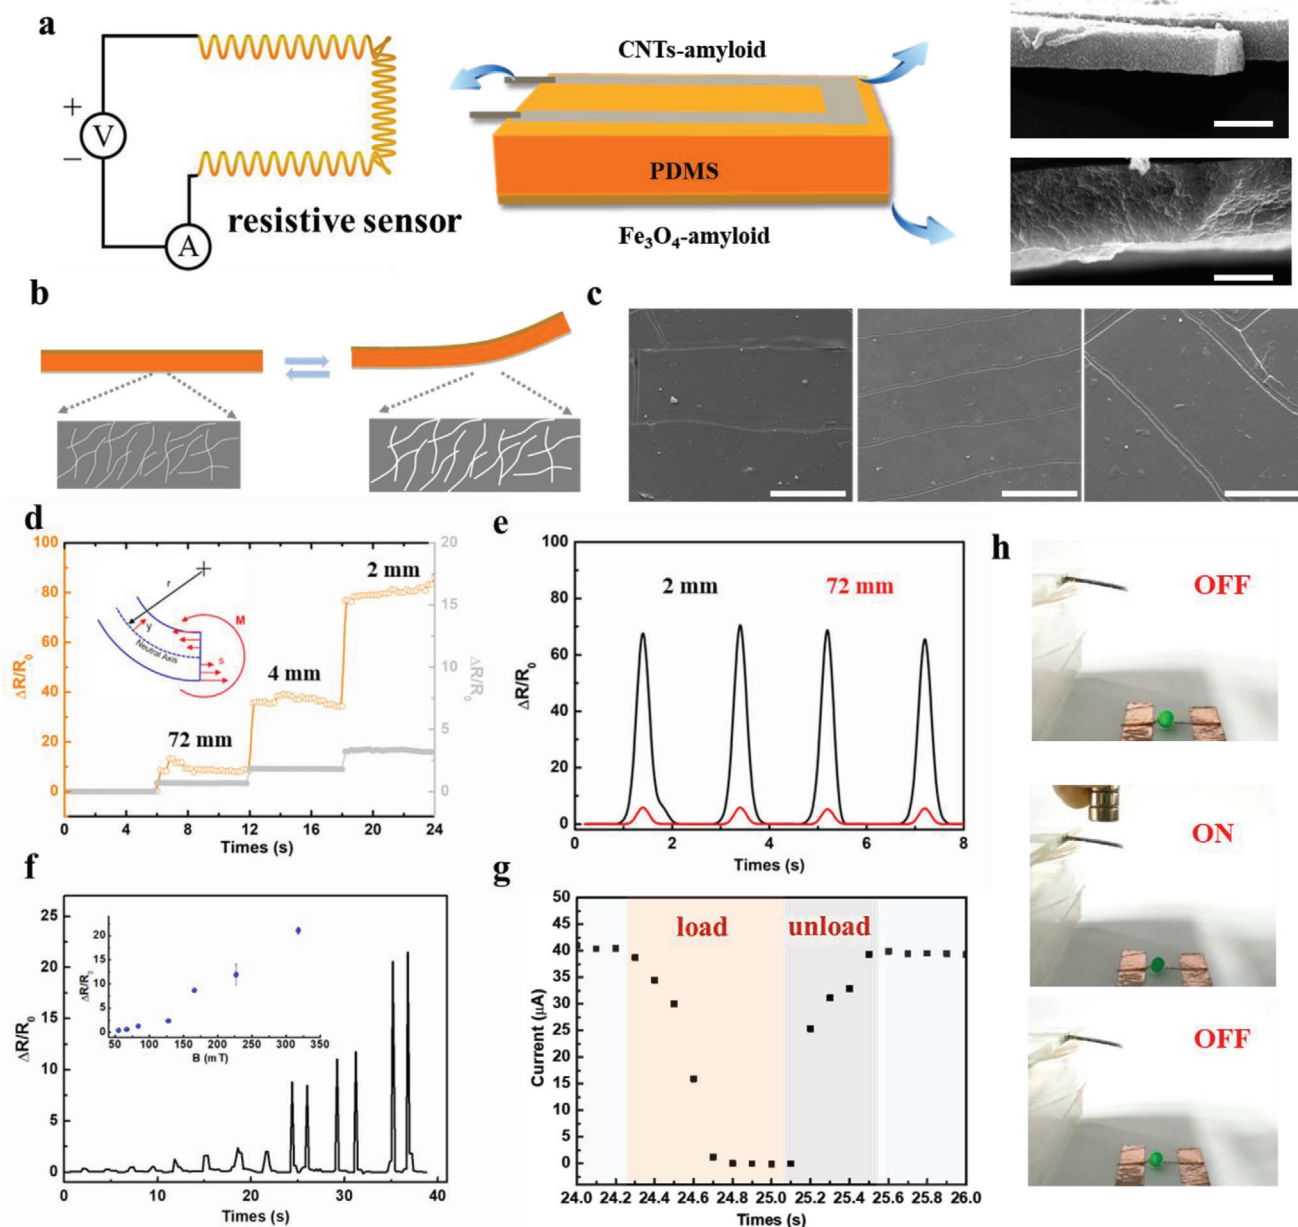 a
CNTs-amyloid
+
V
−
PDMS
resistive sensor
A
Fe₃O₄-amyloid
b
c
d
100
80
60
40
20
0
ΔR/R₀
20
15
10
5
0
ΔR/R₀
r
y
Neutral Axis
s
M
72 mm
4 mm
2 mm
0 4 8 12 16 20 24
Times (s)
e
100
80
60
40
20
0
ΔR/R₀
2 mm 72 mm
0 2 4 6 8
Times (s)
h
OFF
ON
OFF
f
25
20
15
10
5
0
ΔR/R₀
20
15
10
5
0
ΔR/R₀
50 100 150 200 250 300 350
B (mT)
0 10 20 30 40
Times (s)
g
50
45
40
35
30
25
20
15
10
5
0
Current (μA)
load unload
24.0 24.2 24.4 24.6 24.8 25.0 25.2 25.4 25.6 25.8 26.0
Times (s)